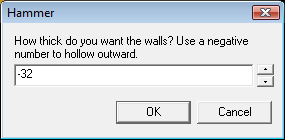 Hammer
How thick do you want the walls? Use a negative
number to hollow outward.
-32
OK
Cancel